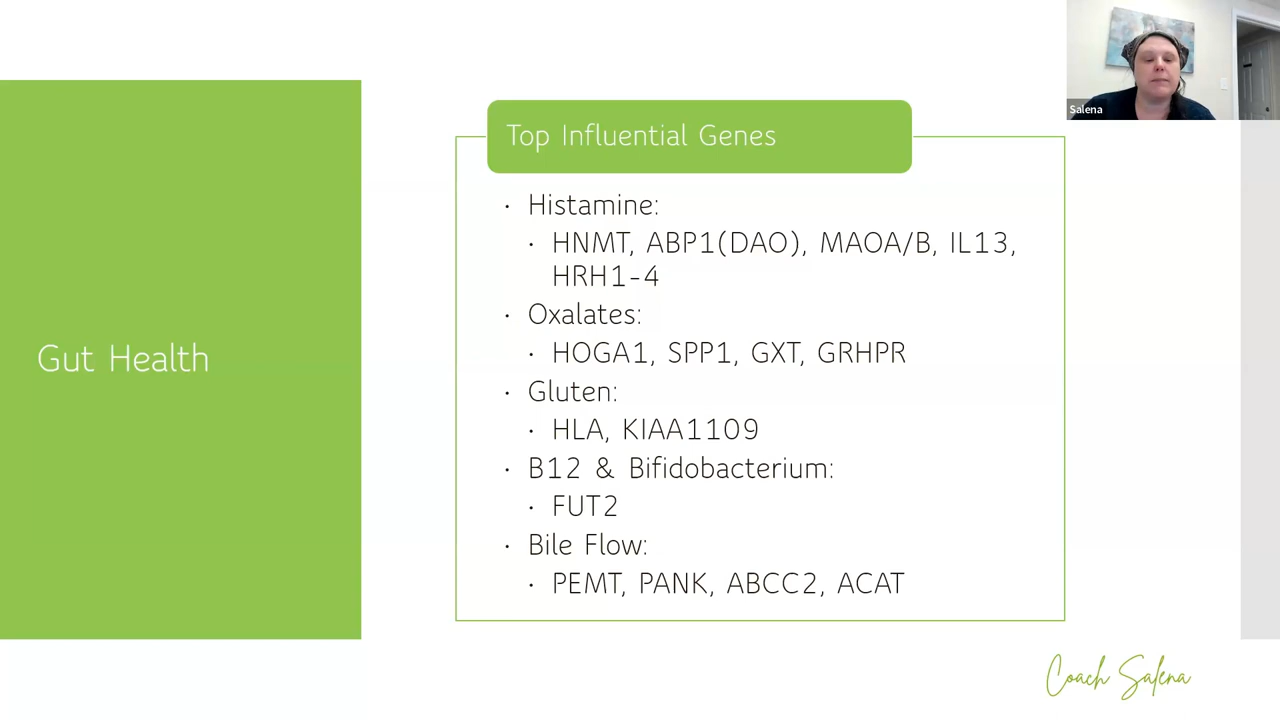 Salena
Top Influential Genes
Gut Health
• Histamine:
• HNMT, ABP1(DAO), MAOA/B, IL13,
HRH1-4
• Oxalates:
• HOGA1, SPP1, GXT, GRHPR
• Gluten:
• HLA, KIAA1109
• B12 & Bifidobacterium:
• FUT2
• Bile Flow:
• PEMT, PANK, ABCC2, ACAT
Coach Salena